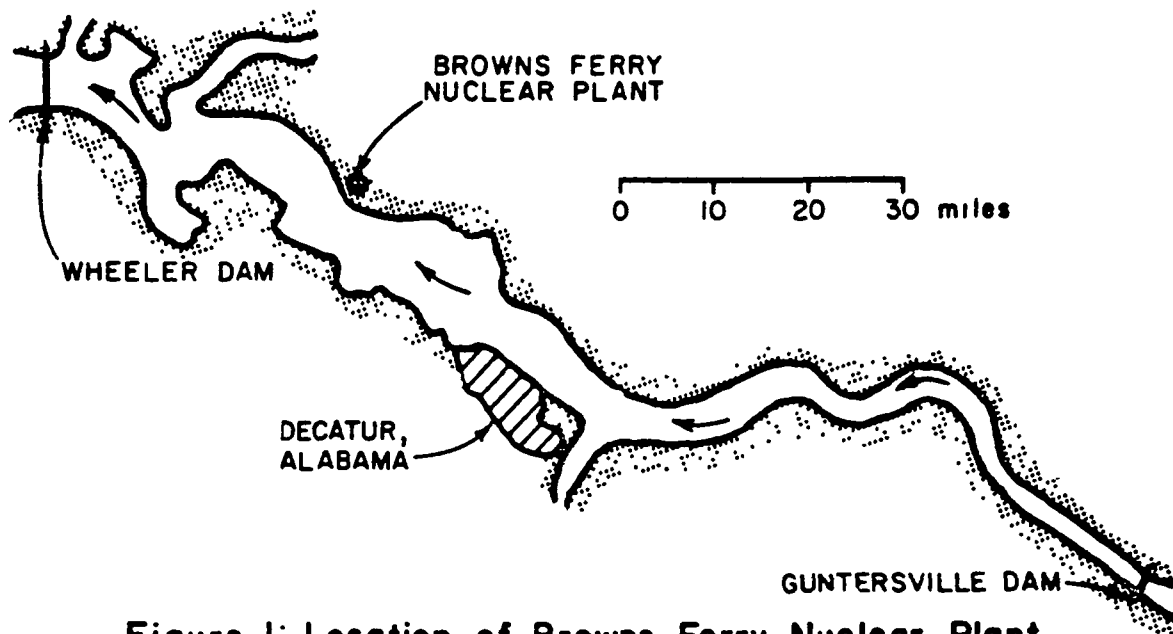 BROWNS FERRY
NUCLEAR PLANT
0 10 20 30 miles
WHEELER DAM
DECATUR,
ALABAMA
GUNTERSVILLE DAM
Figure 1: Location of Browns Ferry Nuclear Plant